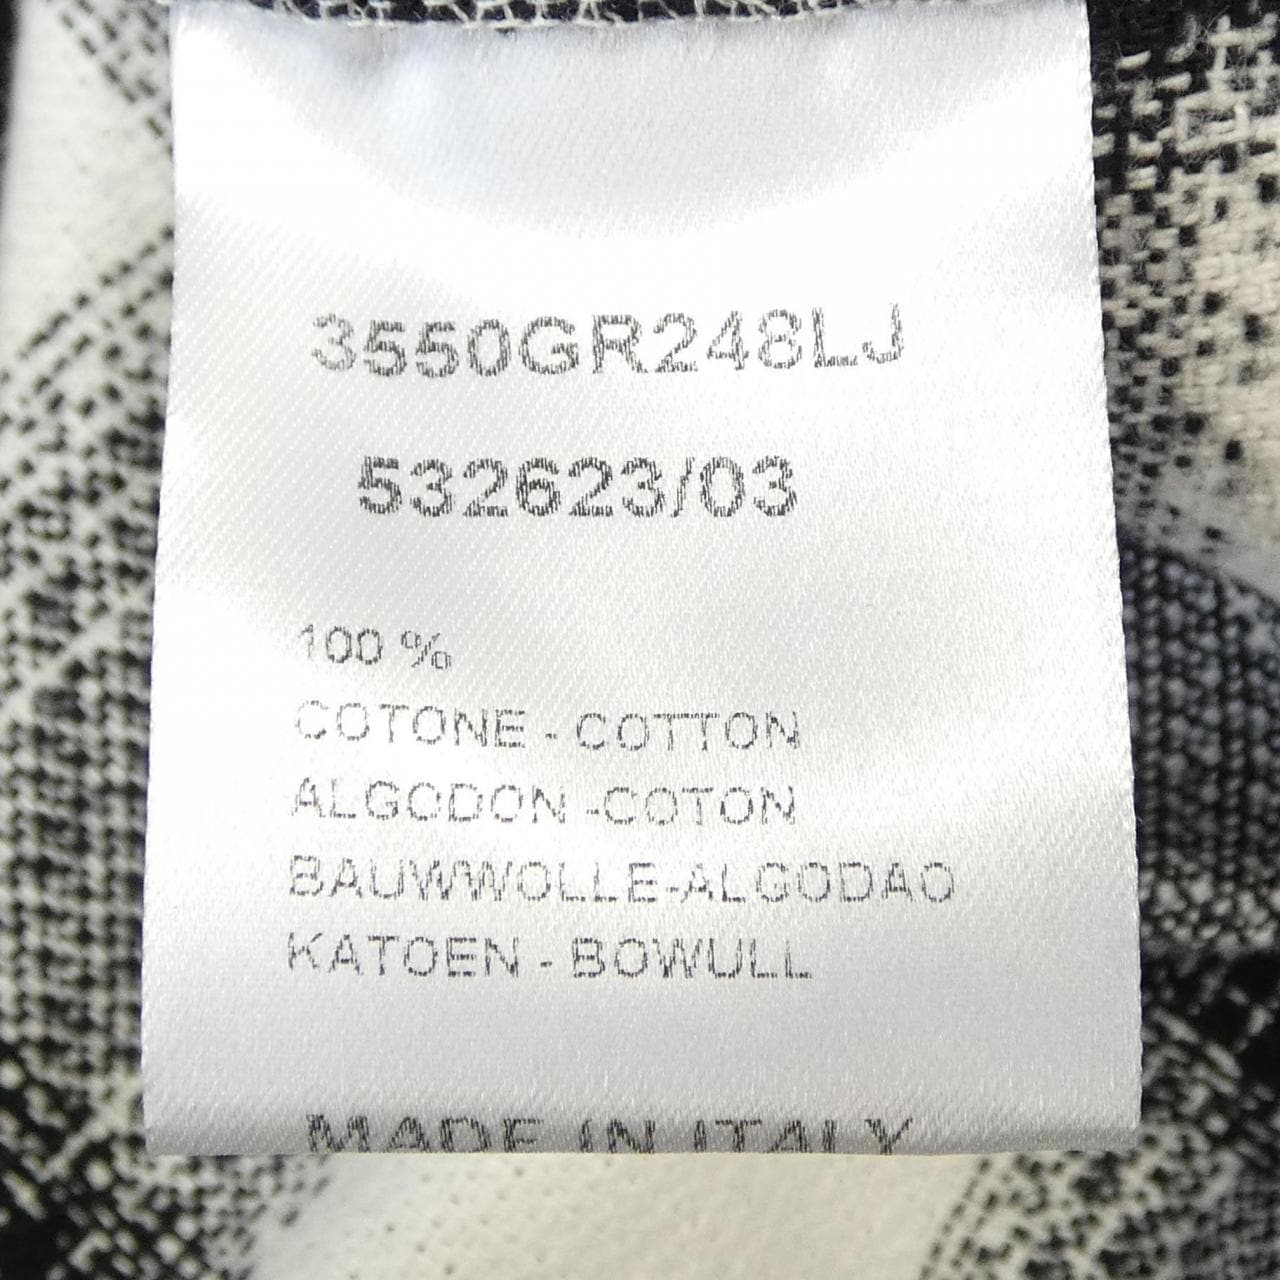 3550GR248LJ
532623/03
100 %
COTONE - COTTON
ALGODON -COTON
BAUWWOLLE-ALGODAO
KATOEN - BOWULL
MADE IN ITALY